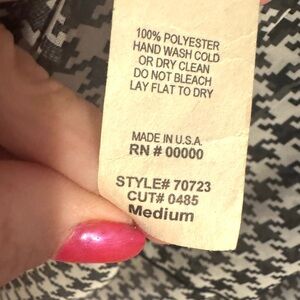 100% POLYESTER
HAND WASH COLD
OR DRY CLEAN
DO NOT BLEACH
LAY FLAT TO DRY
MADE IN U.S.A.
RN # 00000
STYLE# 70723
CUT# 0485
Medium